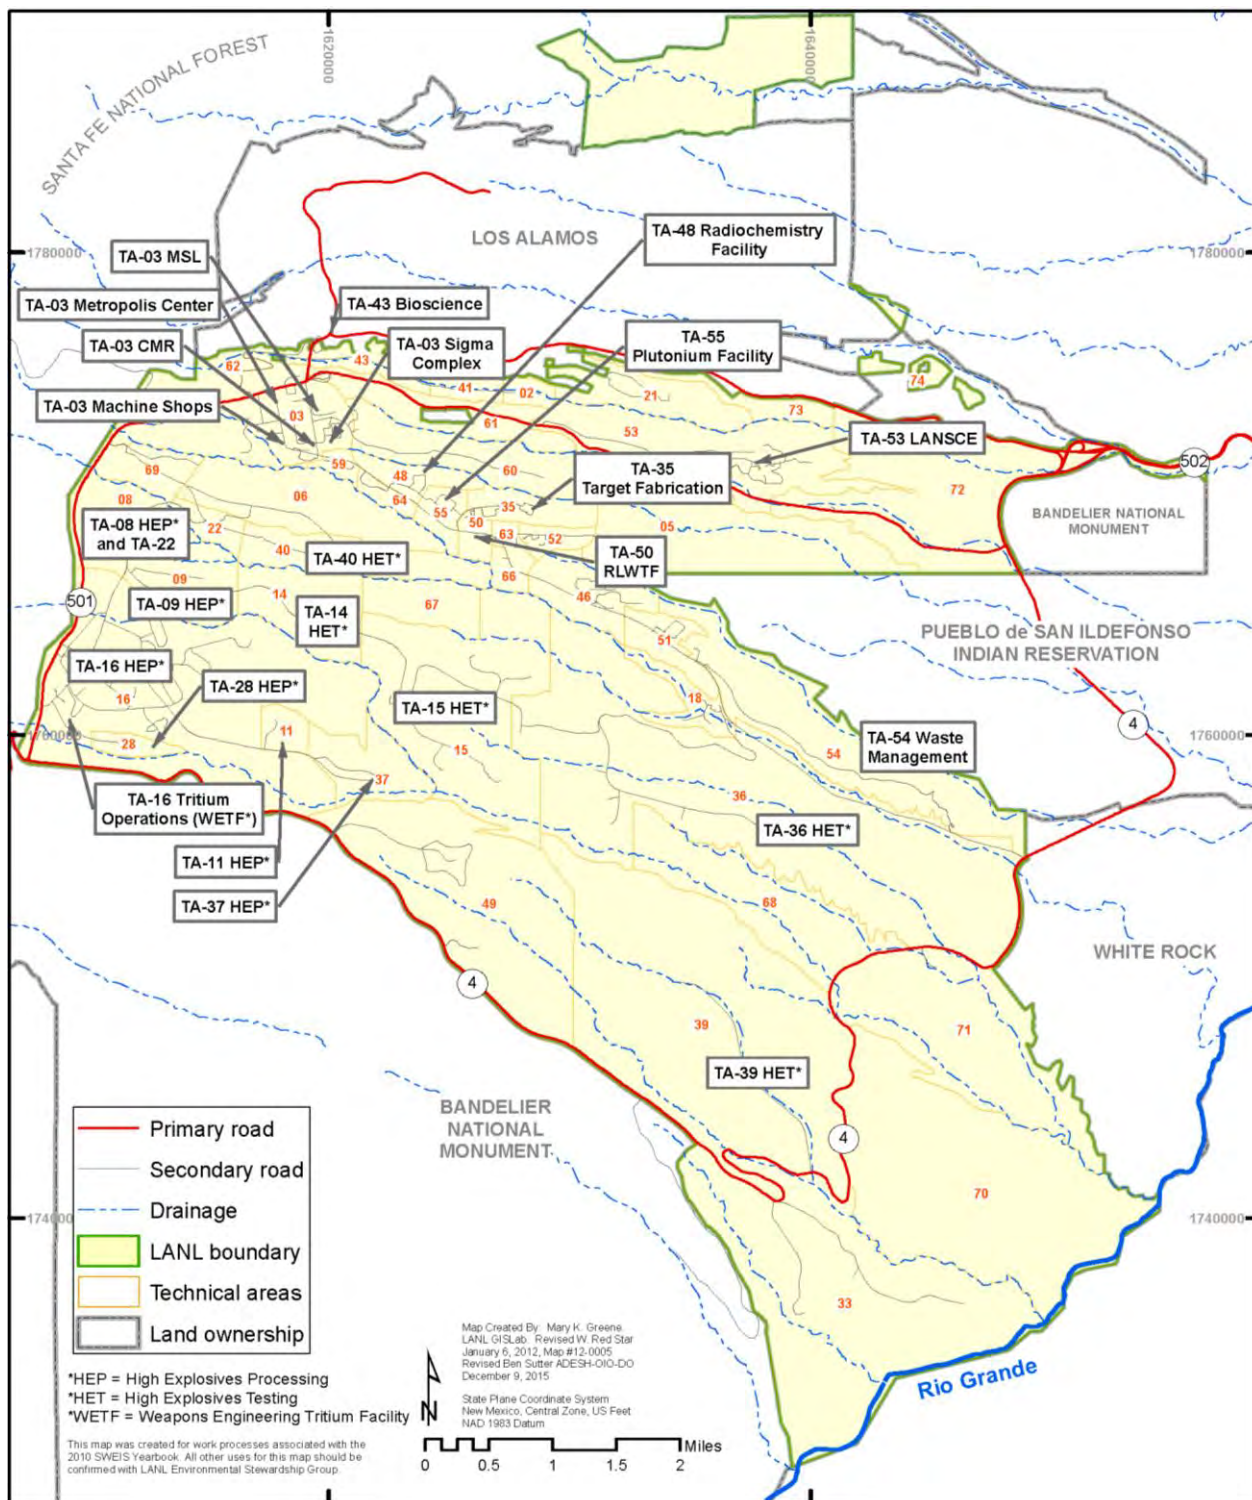 1620000
1640000
SANTA FE NATIONAL FOREST
LOS ALAMOS
TA-48 Radiochemistry
Facility
1780000
1780000
TA-03 MSL
TA-03 Metropolis Center
TA-43 Bioscience
TA-03 CMR
TA-03 Sigma
Complex
TA-55
Plutonium Facility
62
43
41
02
21
74
TA-03 Machine Shops
03
61
73
53
TA-53 LANSCE
502
69
59
48
60
TA-35
Target Fabrication
72
08
06
64
55
35
50
63
52
05
BANDELIER NATIONAL
MONUMENT
TA-08 HEP*
and TA-22
22
40
TA-40 HET*
TA-50
RLWTF
66
09
14
67
46
501
TA-09 HEP*
TA-14
HET*
51
PUEBLO de SAN ILDEFONSO
INDIAN RESERVATION
TA-16 HEP*
TA-28 HEP*
16
TA-15 HET*
18
4
28
11
15
54
TA-54 Waste
Management
1760000
37
36
TA-16 Tritium
Operations (WETF*)
TA-36 HET*
TA-11 HEP*
TA-37 HEP*
49
68
WHITE ROCK
4
39
71
TA-39 HET*
BANDELIER
NATIONAL
MONUMENT
4
70
33
1740000
1740000
Primary road
Secondary road
Drainage
LANL boundary
Technical areas
Land ownership
*HEP = High Explosives Processing
*HET = High Explosives Testing
*WETF = Weapons Engineering Tritium Facility
This map was created for work processes associated with the
2010 SWEIS Yearbook. All other uses for this map should be
confirmed with LANL Environmental Stewardship Group.
Map Created By: Mary K. Greene
LANL GISLab. Revised W. Red Star
January 6, 2012, Map #12-0005
Revised Ben Sutter ADESH-OIO-DO
December 9, 2015
State Plane Coordinate System
New Mexico, Central Zone, US Feet
NAD 1983 Datum
N
Miles
0 0.5 1 1.5 2
Rio Grande